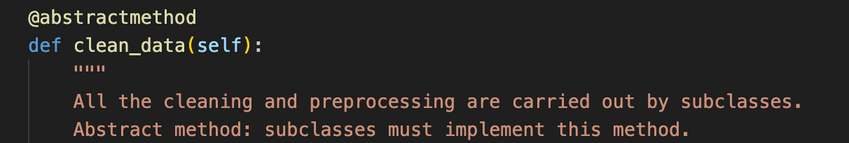 @abstractmethod
def clean_data(self):
"""
All the cleaning and preprocessing are carried out by subclasses.
Abstract method: subclasses must implement this method.